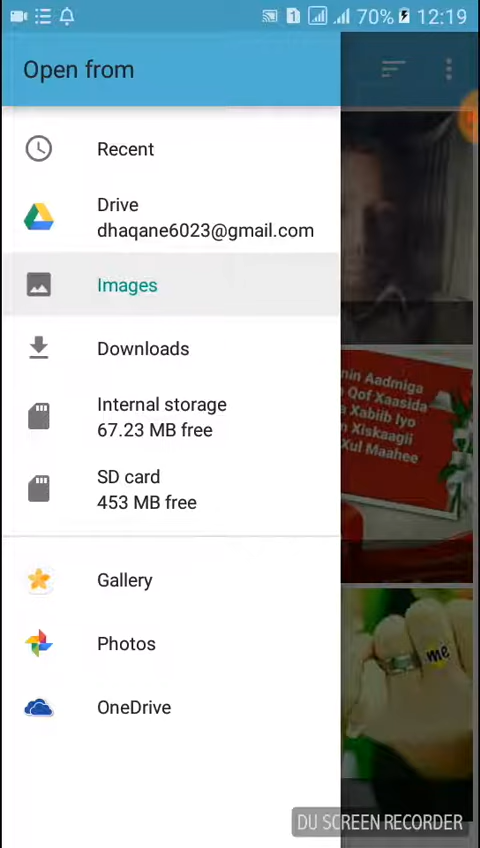 1 70% 12:19
Open from
Recent
Drive
dhaqane6023@gmail.com
Images
Downloads
Internal storage
67.23 MB free
SD card
453 MB free
Gallery
Photos
OneDrive
nin Aadmiga
Qof Xaasida
a Xabiib Iyo
n Xiskaagii
Xul Maahee
me
DU SCREEN RECORDER